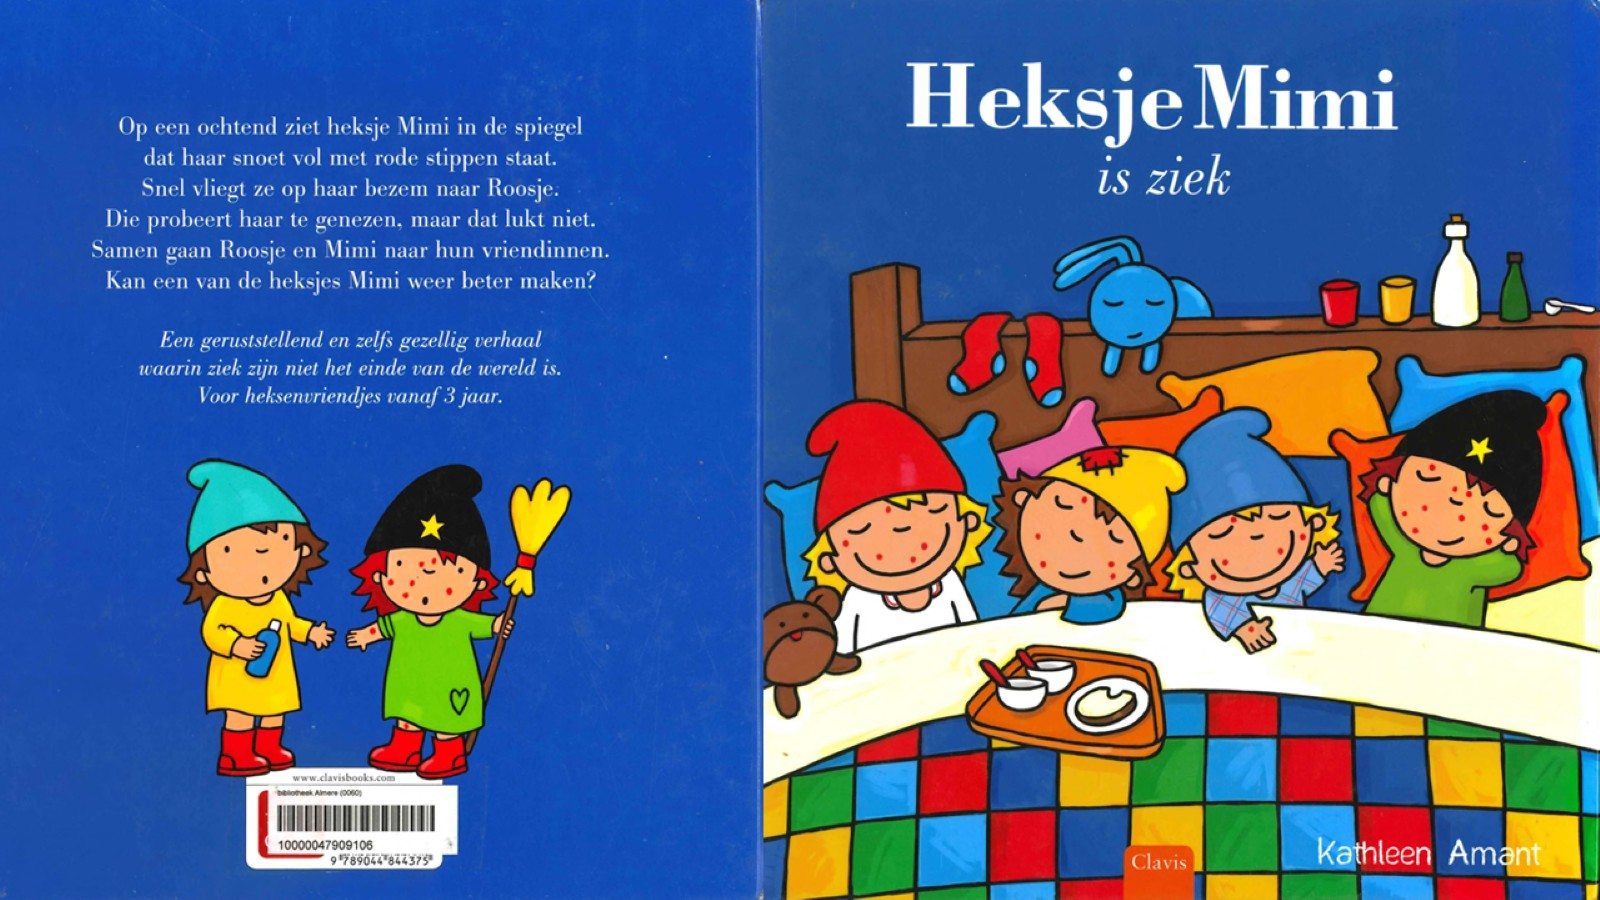 Op een ochtend ziet heksje Mimi in de spiegel
dat haar snoet vol met rode stippen staat.
Snel vliegt ze op haar bezem naar Roosje.
Die probeert haar te genezen, maar dat lukt niet.
Samen gaan Roosje en Mimi naar hun vriendinnen.
Kan een van de heksjes Mimi weer beter maken?
Een geruststellend en zelfs gezellig verhaal
waarin ziek zijn niet het einde van de wereld is.
Voor heksenvriendjes vanaf 3 jaar.
www.clavisbooks.com
bibliotheek Almere (0060)
10000047909106
9 789044 844375
Heksje Mimi
is ziek
Clavis
Kathleen Amant